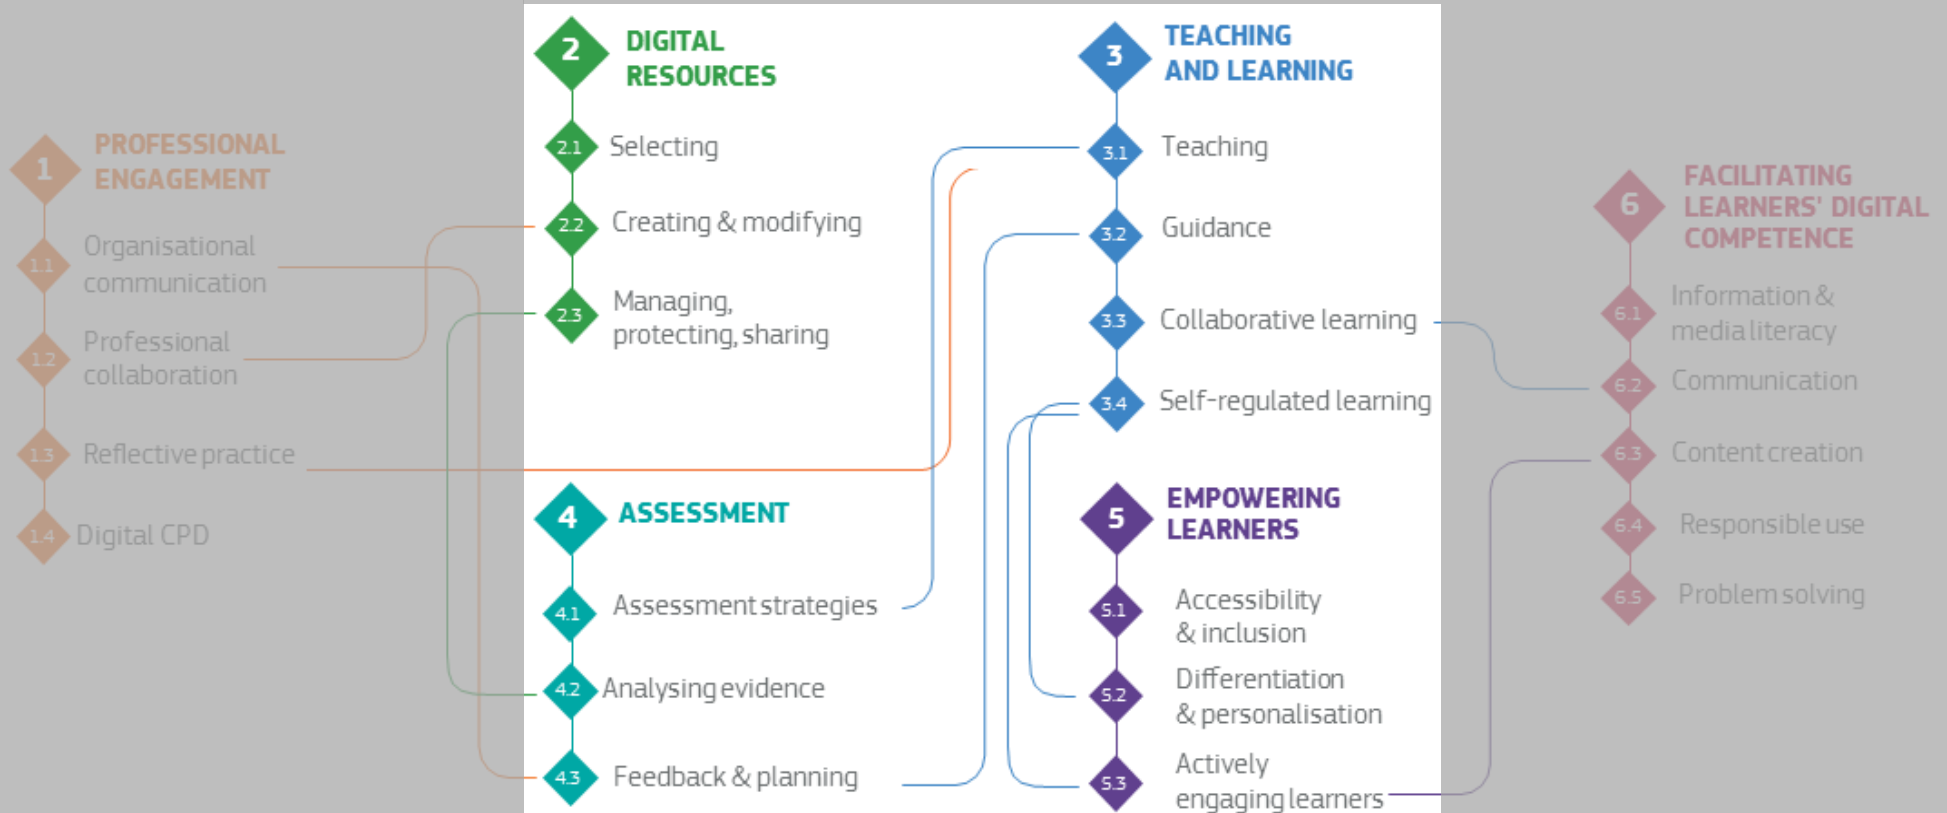 1
PROFESSIONAL
ENGAGEMENT
1.1
Organisational
communication
1.2
Professional
collaboration
1.3
Reflective practice
1.4
Digital CPD
2
DIGITAL
RESOURCES
2.1
Selecting
2.2
Creating & modifying
2.3
Managing,
protecting, sharing
3
TEACHING
AND LEARNING
3.1
Teaching
3.2
Guidance
3.3
Collaborative learning
3.4
Self-regulated learning
4
ASSESSMENT
4.1
Assessment strategies
4.2
Analysing evidence
4.3
Feedback & planning
5
EMPOWERING
LEARNERS
5.1
Accessibility
& inclusion
5.2
Differentiation
& personalisation
5.3
Actively
engaging learners
6
FACILITATING
LEARNERS' DIGITAL
COMPETENCE
6.1
Information &
media literacy
6.2
Communication
6.3
Content creation
6.4
Responsible use
6.5
Problem solving